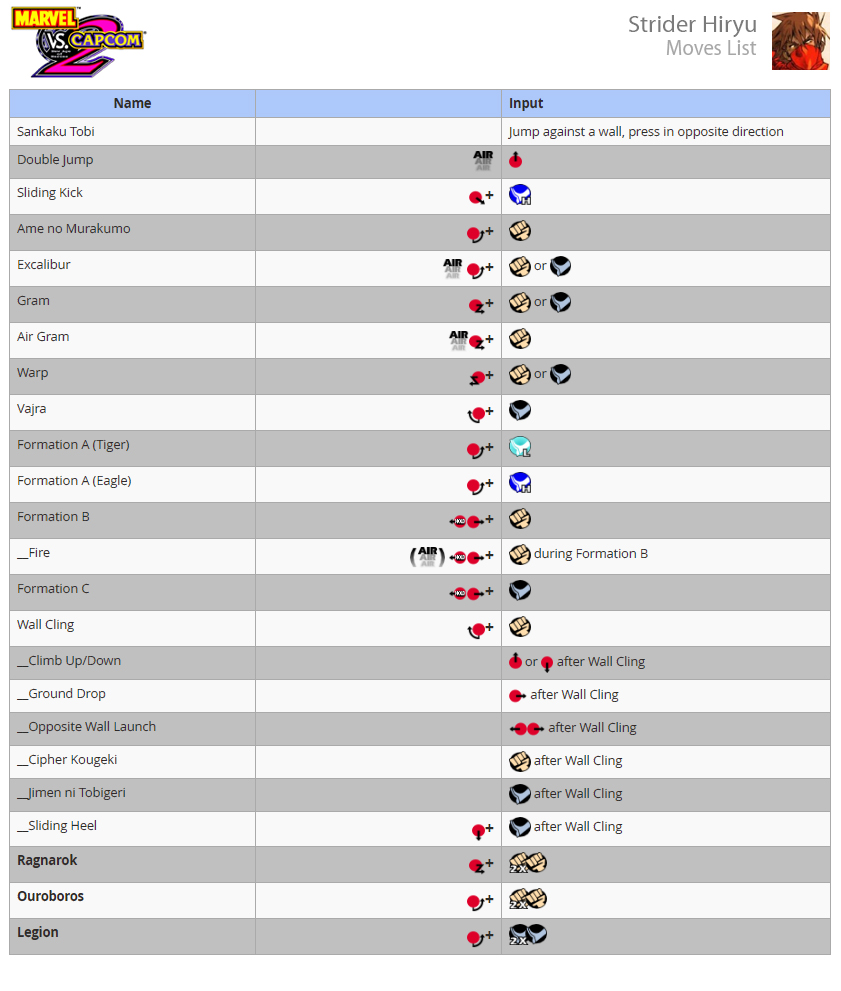 MARVEL
VS. CAPCOM
2
Strider Hiryu
Moves List
Name Input
Sankaku Tobi Jump against a wall, press in opposite direction
Double Jump AIR
Sliding Kick + H
Ame no Murakumo +
Excalibur AIR + or
Gram Z + or
Air Gram AIR Z + 
Warp + or
Vajra +
Formation A (Tiger) + L
Formation A (Eagle) + H
Formation B +
__Fire (AIR) + during Formation B
Formation C +
Wall Cling +
__Climb Up/Down or after Wall Cling
__Ground Drop after Wall Cling
__Opposite Wall Launch after Wall Cling
__Cipher Kougeki after Wall Cling
__Jimen ni Tobigeri after Wall Cling
__Sliding Heel + after Wall Cling
Ragnarok Z + 2X
Ouroboros + 2X
Legion + 2X